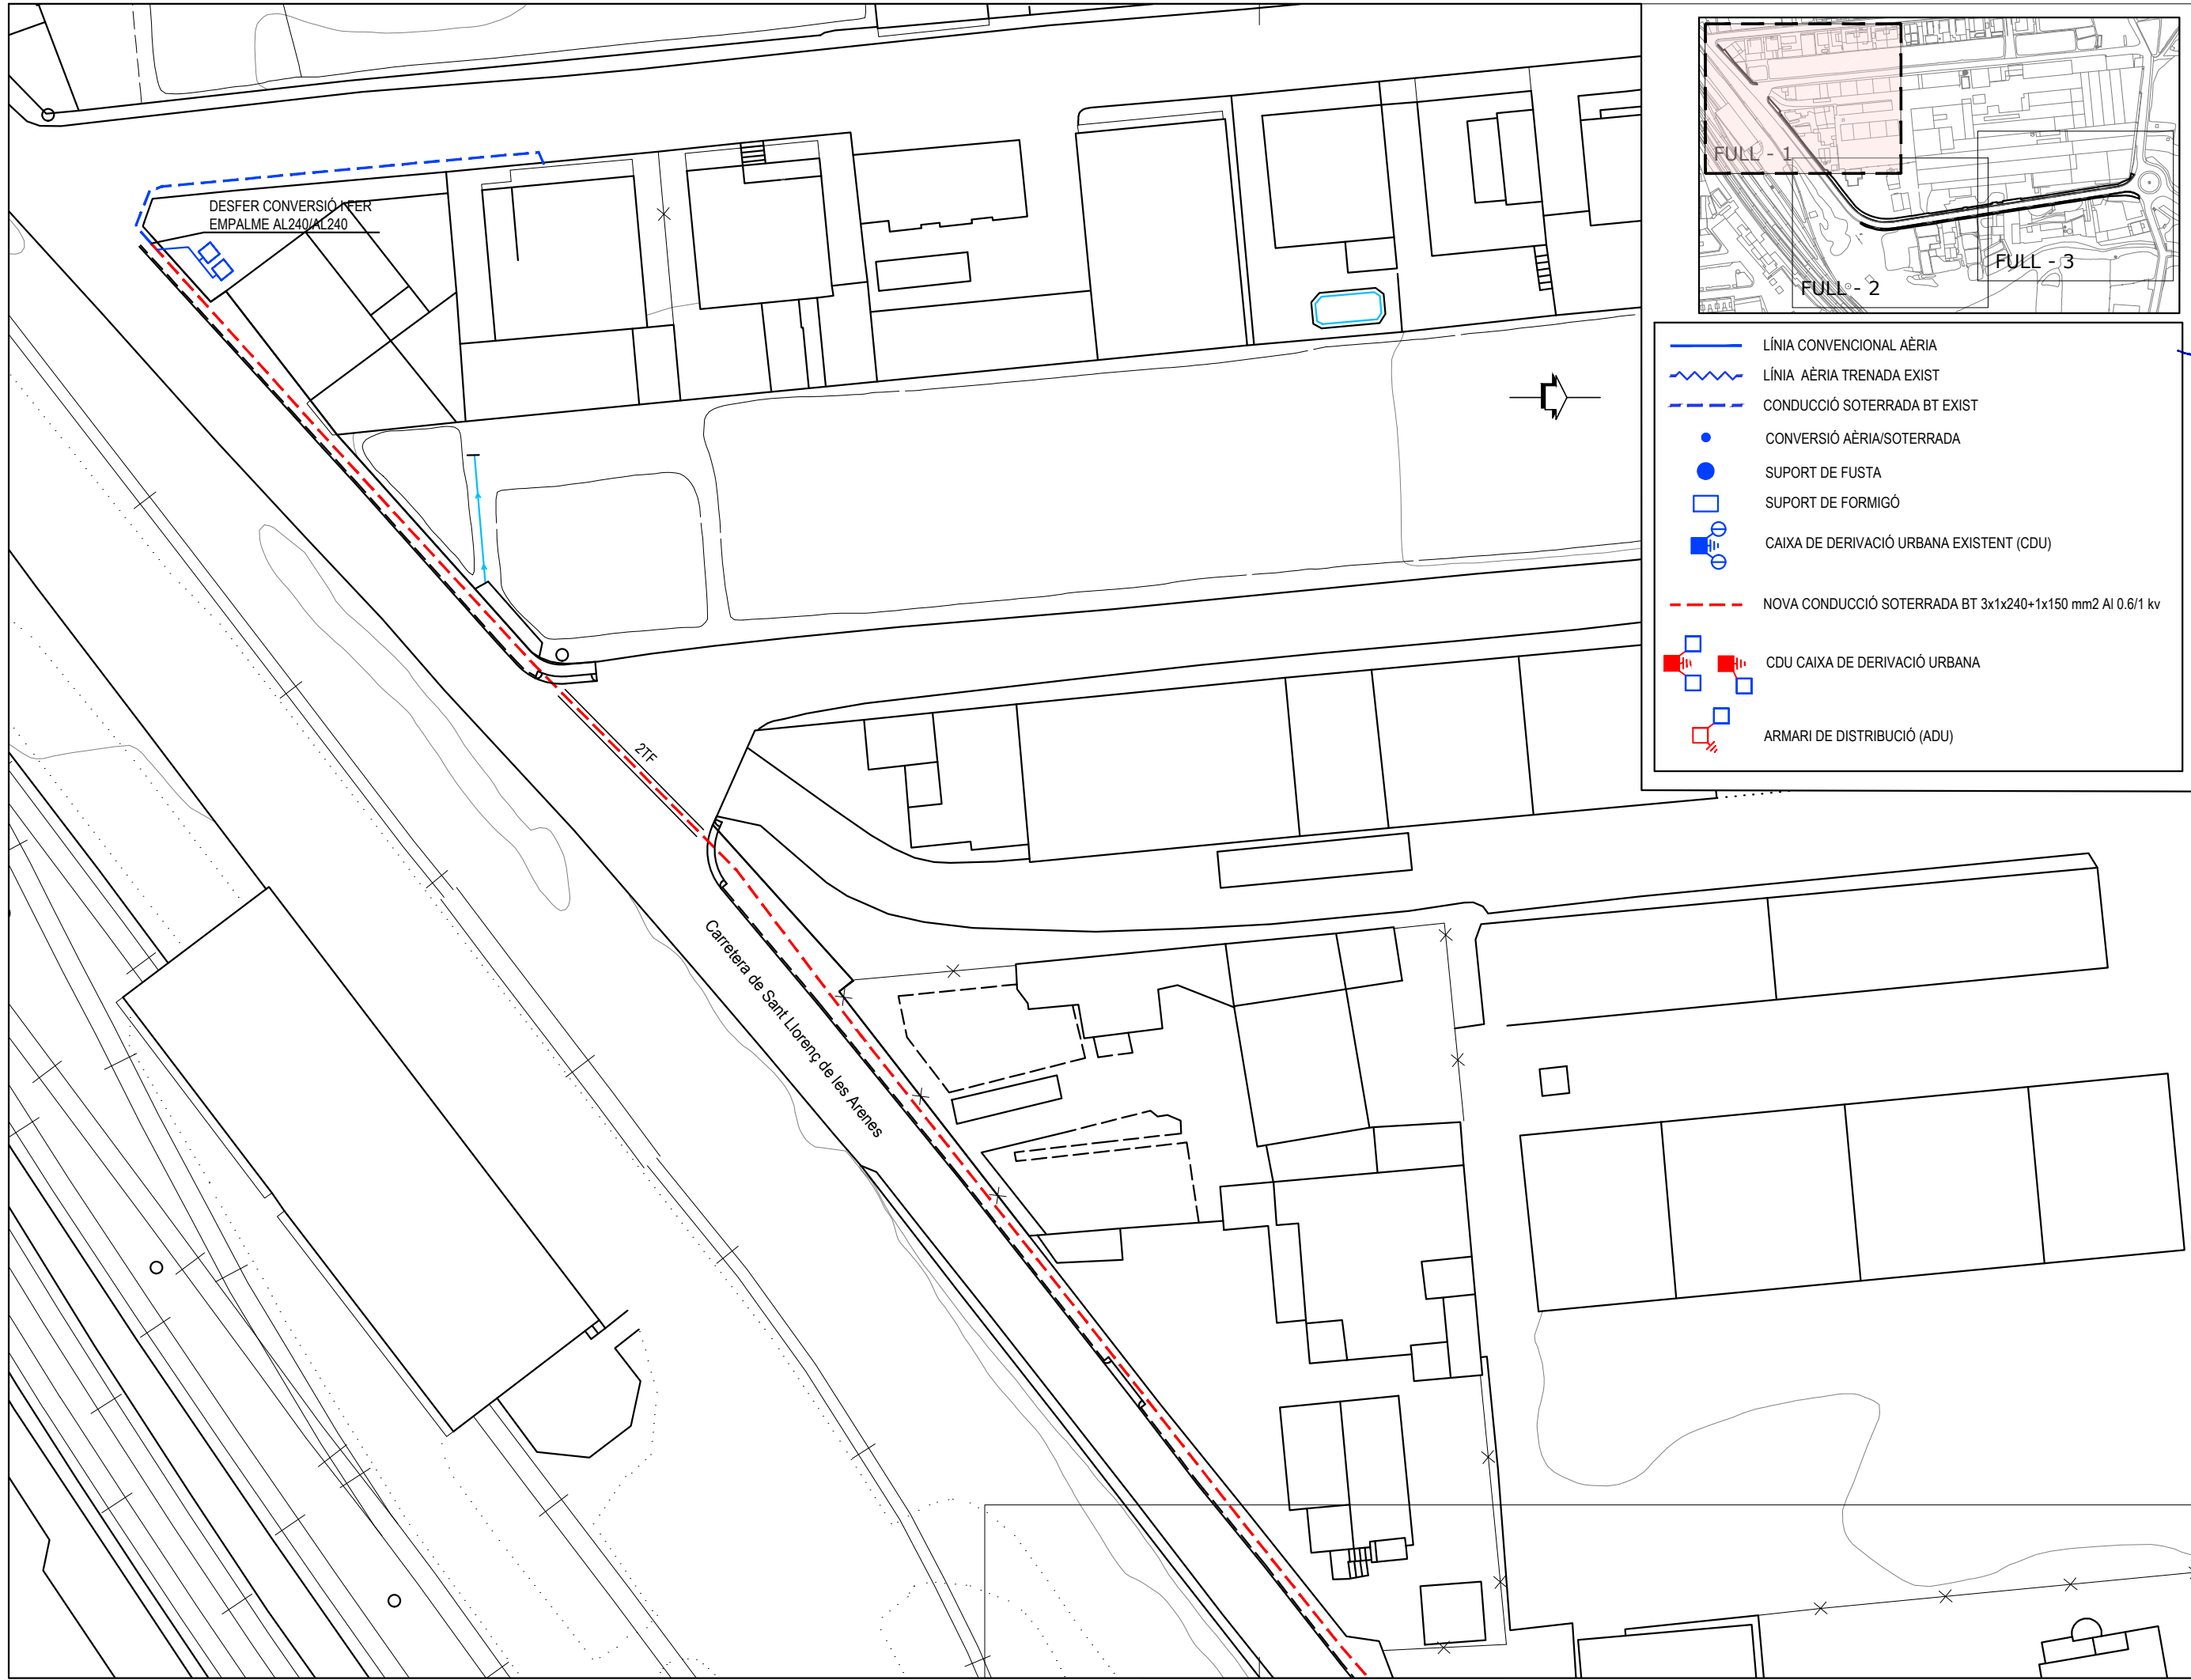 DESFER CONVERSIÓ I FER
EMPALME AL240/AL240
FULL - 1
FULL - 3
FULL - 2
LÍNIA CONVENCIONAL AÈRIA
LÍNIA AÈRIA TRENADA EXIST
CONDUCCIÓ SOTERRADA BT EXIST
CONVERSIÓ AÈRIA/SOTERRADA
SUPORT DE FUSTA
SUPORT DE FORMIGÓ
CAIXA DE DERIVACIÓ URBANA EXISTENT (CDU)
NOVA CONDUCCIÓ SOTERRADA BT 3x1x240+1x150 mm2 Al 0.6/1 kv
CDU CAIXA DE DERIVACIÓ URBANA
ARMARI DE DISTRIBUCIÓ (ADU)
2TF
Carretera de Sant Llorenç de les Arenes